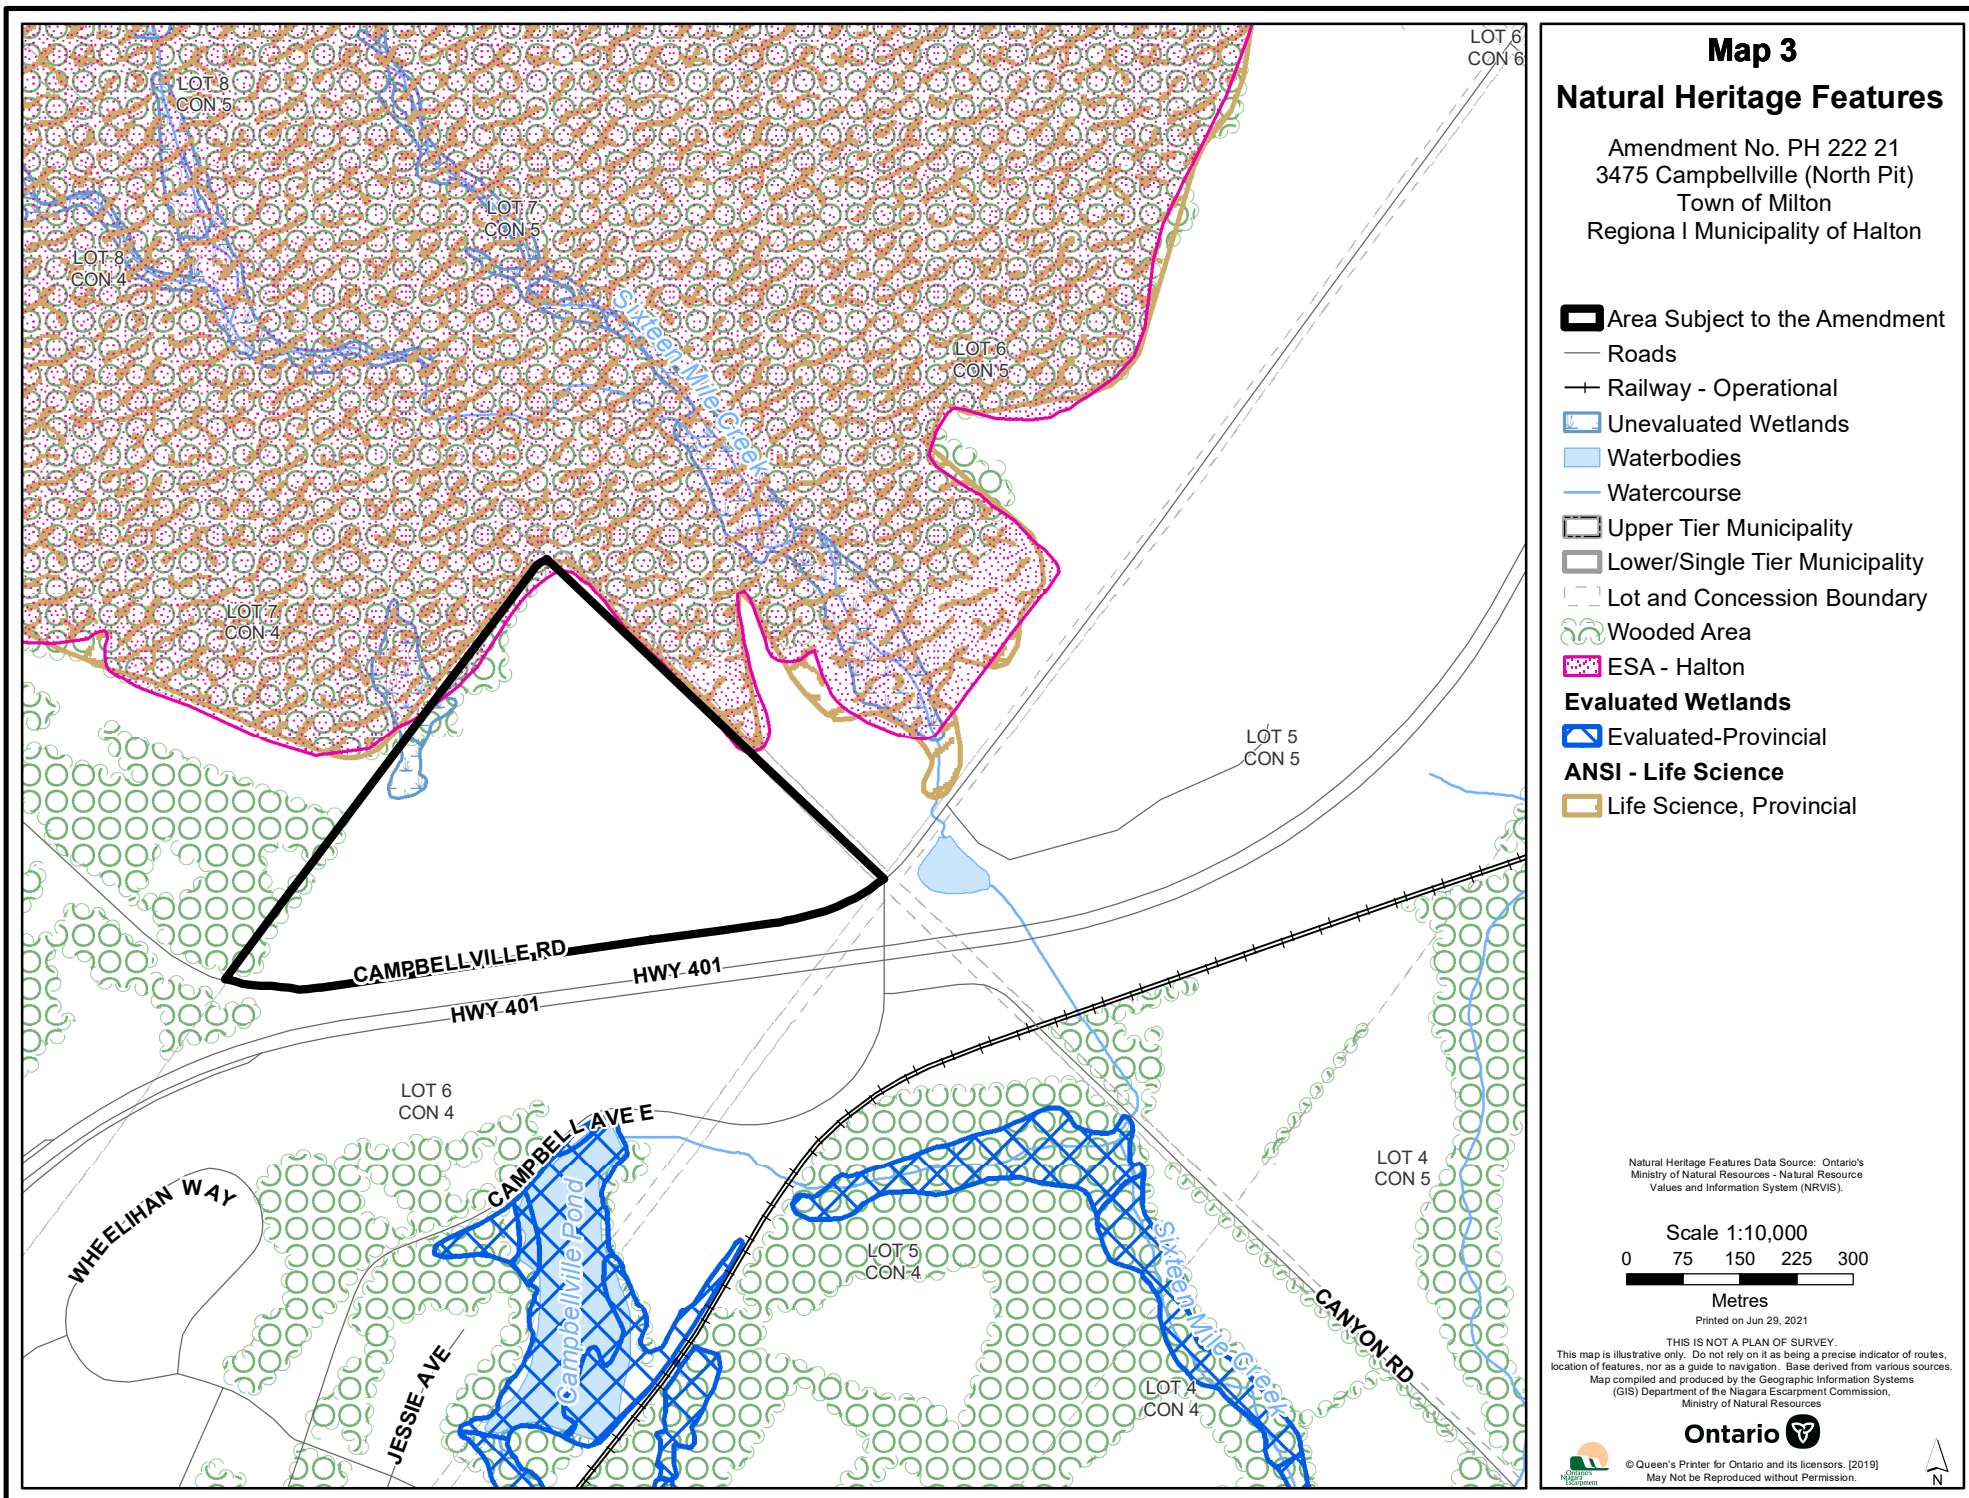 LOT 6
CON 6
LOT 8
CON 5
LOT 7
CON 5
LOT 8
CON 4
Sixteen Mile Creek
LOT 6
CON 5
LOT 7
CON 4
LOT 5
CON 5
CAMPBELLVILLE RD
HWY 401
HWY 401
LOT 6
CON 4
CAMPBELL AVE E
WHEELIHAN WAY
Campbellville Pond
LOT 4
CON 5
LOT 5
CON 4
Sixteen Mile Creek
CANYON RD
JESSIE AVE
LOT 4
CON 4
Map 3
Natural Heritage Features
Amendment No. PH 222 21
3475 Campbellville (North Pit)
Town of Milton
Regiona l Municipality of Halton
Area Subject to the Amendment
Roads
Railway - Operational
Unevaluated Wetlands
Waterbodies
Watercourse
Upper Tier Municipality
Lower/Single Tier Municipality
Lot and Concession Boundary
Wooded Area
ESA - Halton
Evaluated Wetlands
Evaluated-Provincial
ANSI - Life Science
Life Science, Provincial
Natural Heritage Features Data Source: Ontario's
Ministry of Natural Resources - Natural Resource
Values and Information System (NRVIS).
Scale 1:10,000
0 75 150 225 300
Metres
Printed on Jun 29, 2021
THIS IS NOT A PLAN OF SURVEY.
This map is illustrative only. Do not rely on it as being a precise indicator of routes,
location of features, nor as a guide to navigation. Base derived from various sources.
Map compiled and produced by the Geographic Information Systems
(GIS) Department of the Niagara Escarpment Commission,
Ministry of Natural Resources
Ontario
Ontario's
Niagara
Escarpment
© Queen's Printer for Ontario and its licensors. [2019]
May Not be Reproduced without Permission.
N